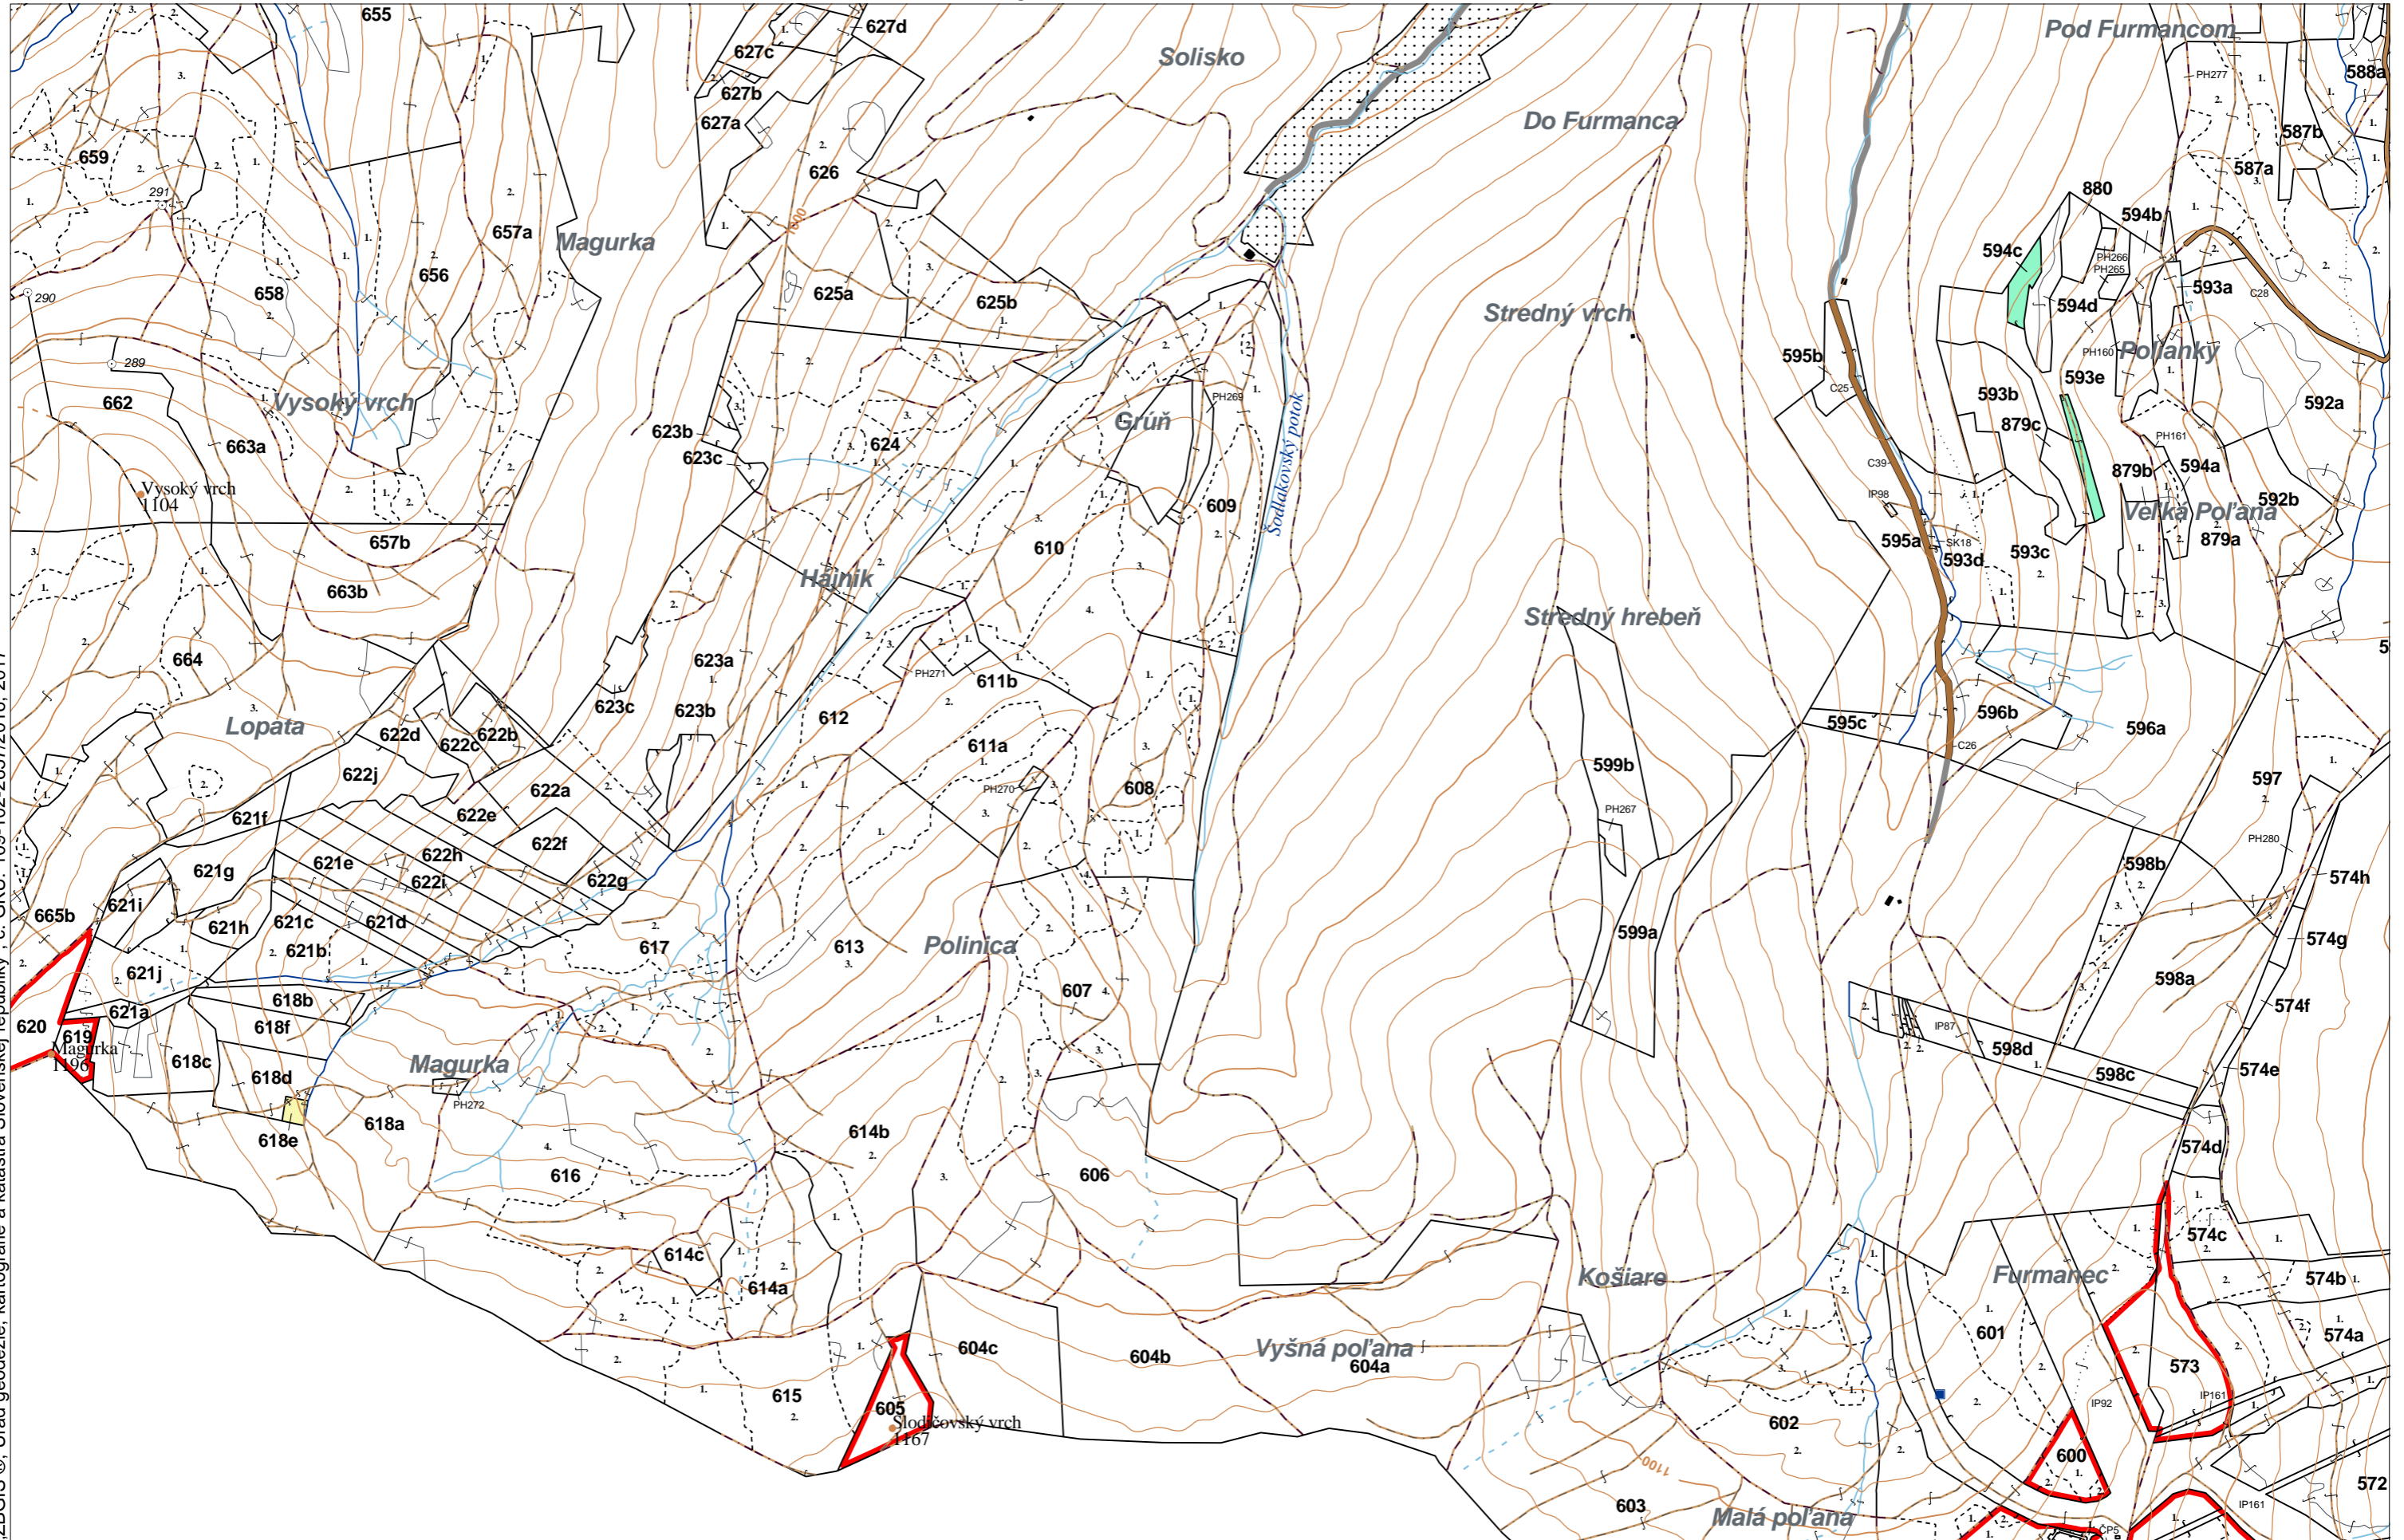 655
627d
627c
627b
627a
Solisko
Pod Furmancom
PH277
588a
587b
587a
Do Furmanca
659
291
626
657a
Magurka
1000
880
594b
594c
PH266
PH265
594d
593a
C28
656
658
290
625a
625b
Stredný vrch
595b
C25
PH160
Poľianky
593e
593b
592a
289
662
Vysoký vrch
663a
623b
623c
624
Grúň
PH269
Šodlakovský potok
879c
PH161
879b
594a
592b
Veľká Poľana
879a
C39
IP98
Vysoký vrch
1104
609
610
595a
SK18
593d
593c
657b
663b
Hájnik
664
Stredný hrebeň
623a
PH271
611b
623c
623b
612
Lopata
622d
622c
622b
611a
595c
596b
596a
C26
622j
622a
PH270
608
599b
597
621f
622e
PH267
622f
PH280
621g
621e
622h
622i
622g
598b
574h
665b
621i
621h
621c
621d
621b
617
613
Polinica
599a
574g
621j
607
598a
618b
621a
618f
574f
620
619
Magurka
1196
618c
618d
Magurka
PH272
IP87
598d
598c
574e
618e
618a
614b
574d
616
606
614c
614a
574c
Košiare
Furmanec
574b
601
574a
604c
604b
Vyšná poľana
604a
573
615
605
Slodičovský vrch
1167
IP92
IP161
602
600
1100
603
Malá poľana
572
IP161
ČP5